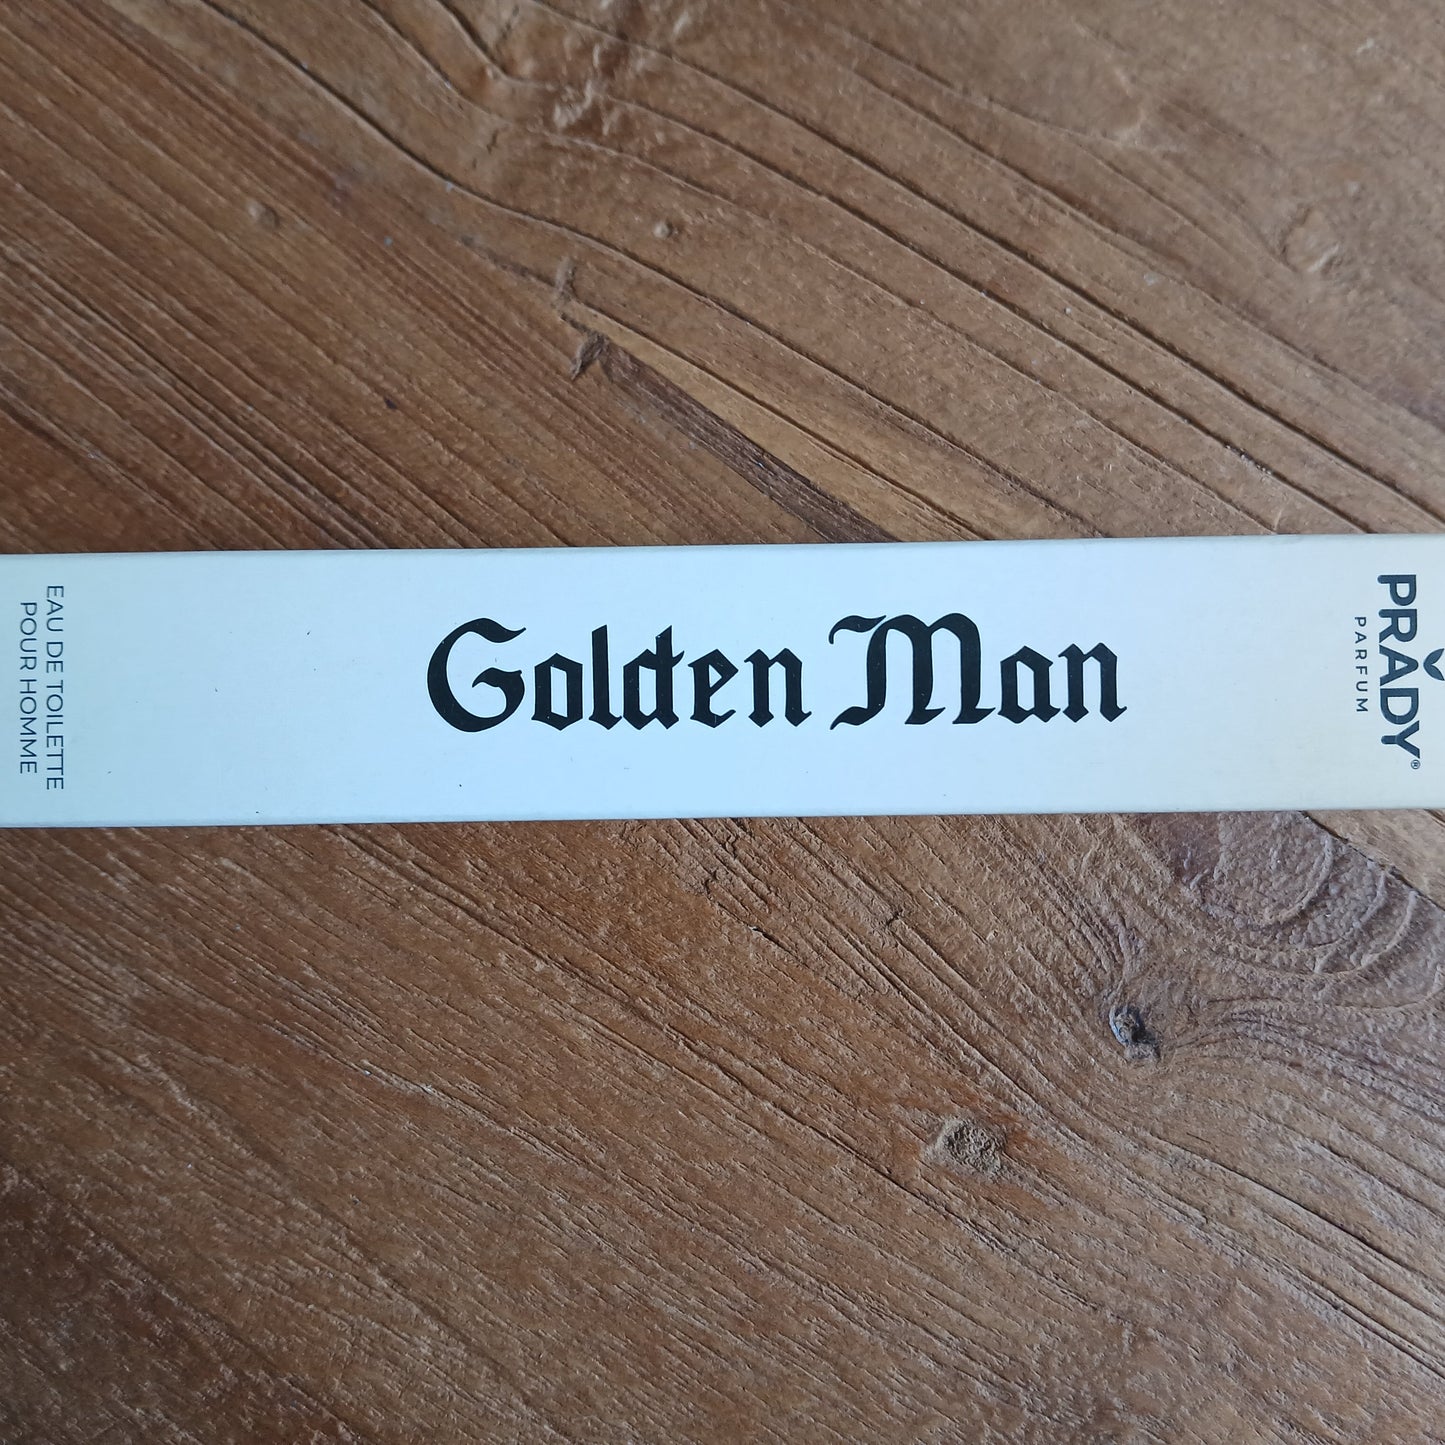 PRADY®
PARFUM
Golden Man
EAU DE TOILETTE
POUR HOMME